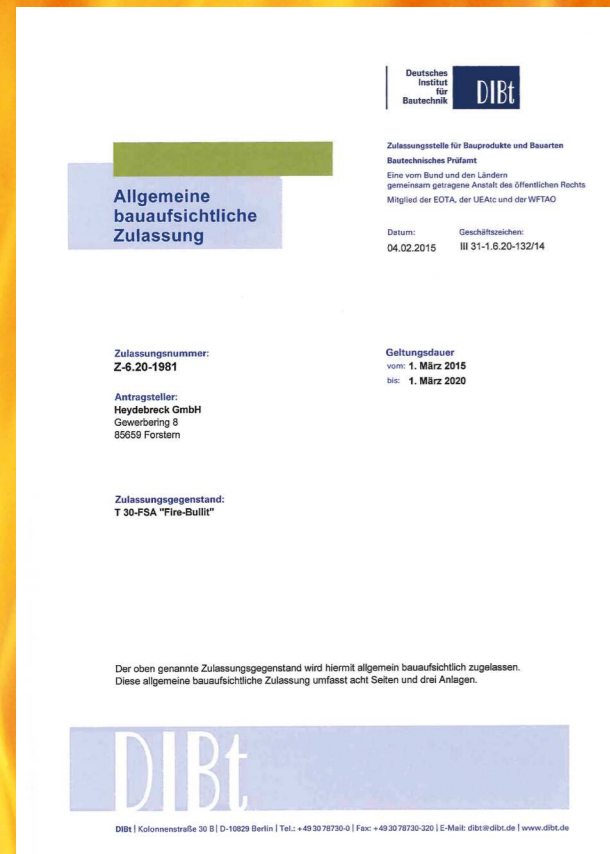 Deutsches
Institut
für
Bautechnik
DIBt
Zulassungsstelle für Bauprodukte und Bauarten
Bautechnisches Prüfamt
Eine vom Bund und den Ländern
gemeinsam getragene Anstalt des öffentlichen Rechts
Mitglied der EOTA, der UEAtc und der WFTAO
Allgemeine
bauaufsichtliche
Zulassung
Datum: Geschäftszeichen:
04.02.2015 III 31-1.6.20-132/14
Zulassungsnummer:
Z-6.20-1981
Geltungsdauer
vom: 1. März 2015
bis: 1. März 2020
Antragsteller:
Heydebreck GmbH
Gewerbering 8
85659 Forstern
Zulassungsgegenstand:
T 30-FSA "Fire-Bullit"
Der oben genannte Zulassungsgegenstand wird hiermit allgemein bauaufsichtlich zugelassen.
Diese allgemeine bauaufsichtliche Zulassung umfasst acht Seiten und drei Anlagen.
DIBt
DIBt | Kolonnenstraße 30 B | D-10829 Berlin | Tel.: +49 30 78730-0 | Fax: +49 30 78730-320 | E-Mail: dibt@dibt.de | www.dibt.de